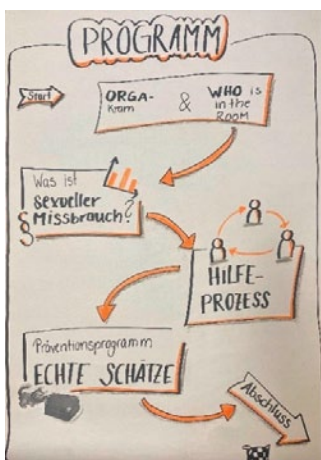 PROGRAMM
Start
ORGA-
Kram
&
WHO is
in the
ROOM
Was ist
sexueller
Missbrauch?
§
§
HILFE-
PROZESS
Präventionsprogramm
ECHTE SCHÄTZE
Abschluss